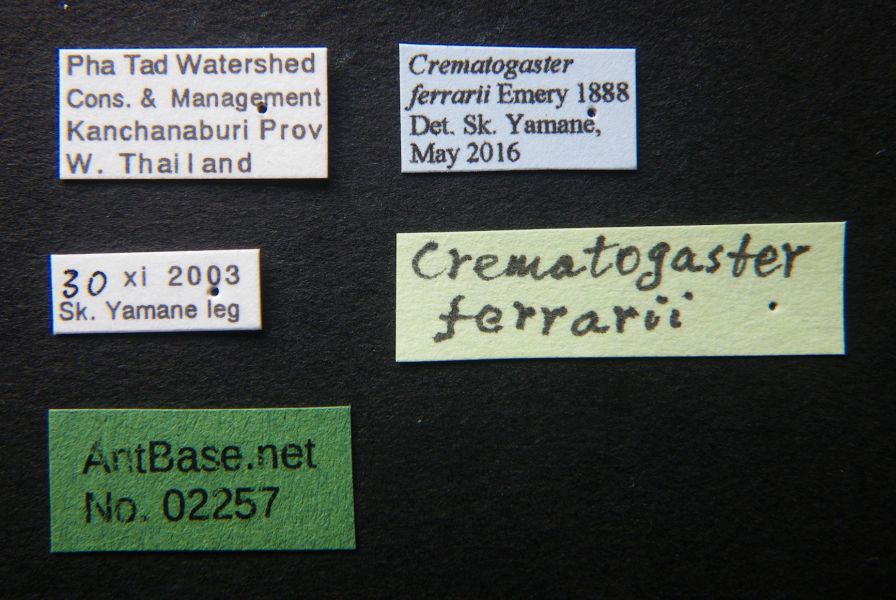 Pha Tad Watershed
Cons. & Management
Kanchanaburi Prov
W. Thailand
Crematogaster
ferrarii Emery 1888
Det. Sk. Yamane,
May 2016
30 xi 2003
Sk. Yamane leg
Crematogaster
ferrarii
AntBase.net
No. 02257